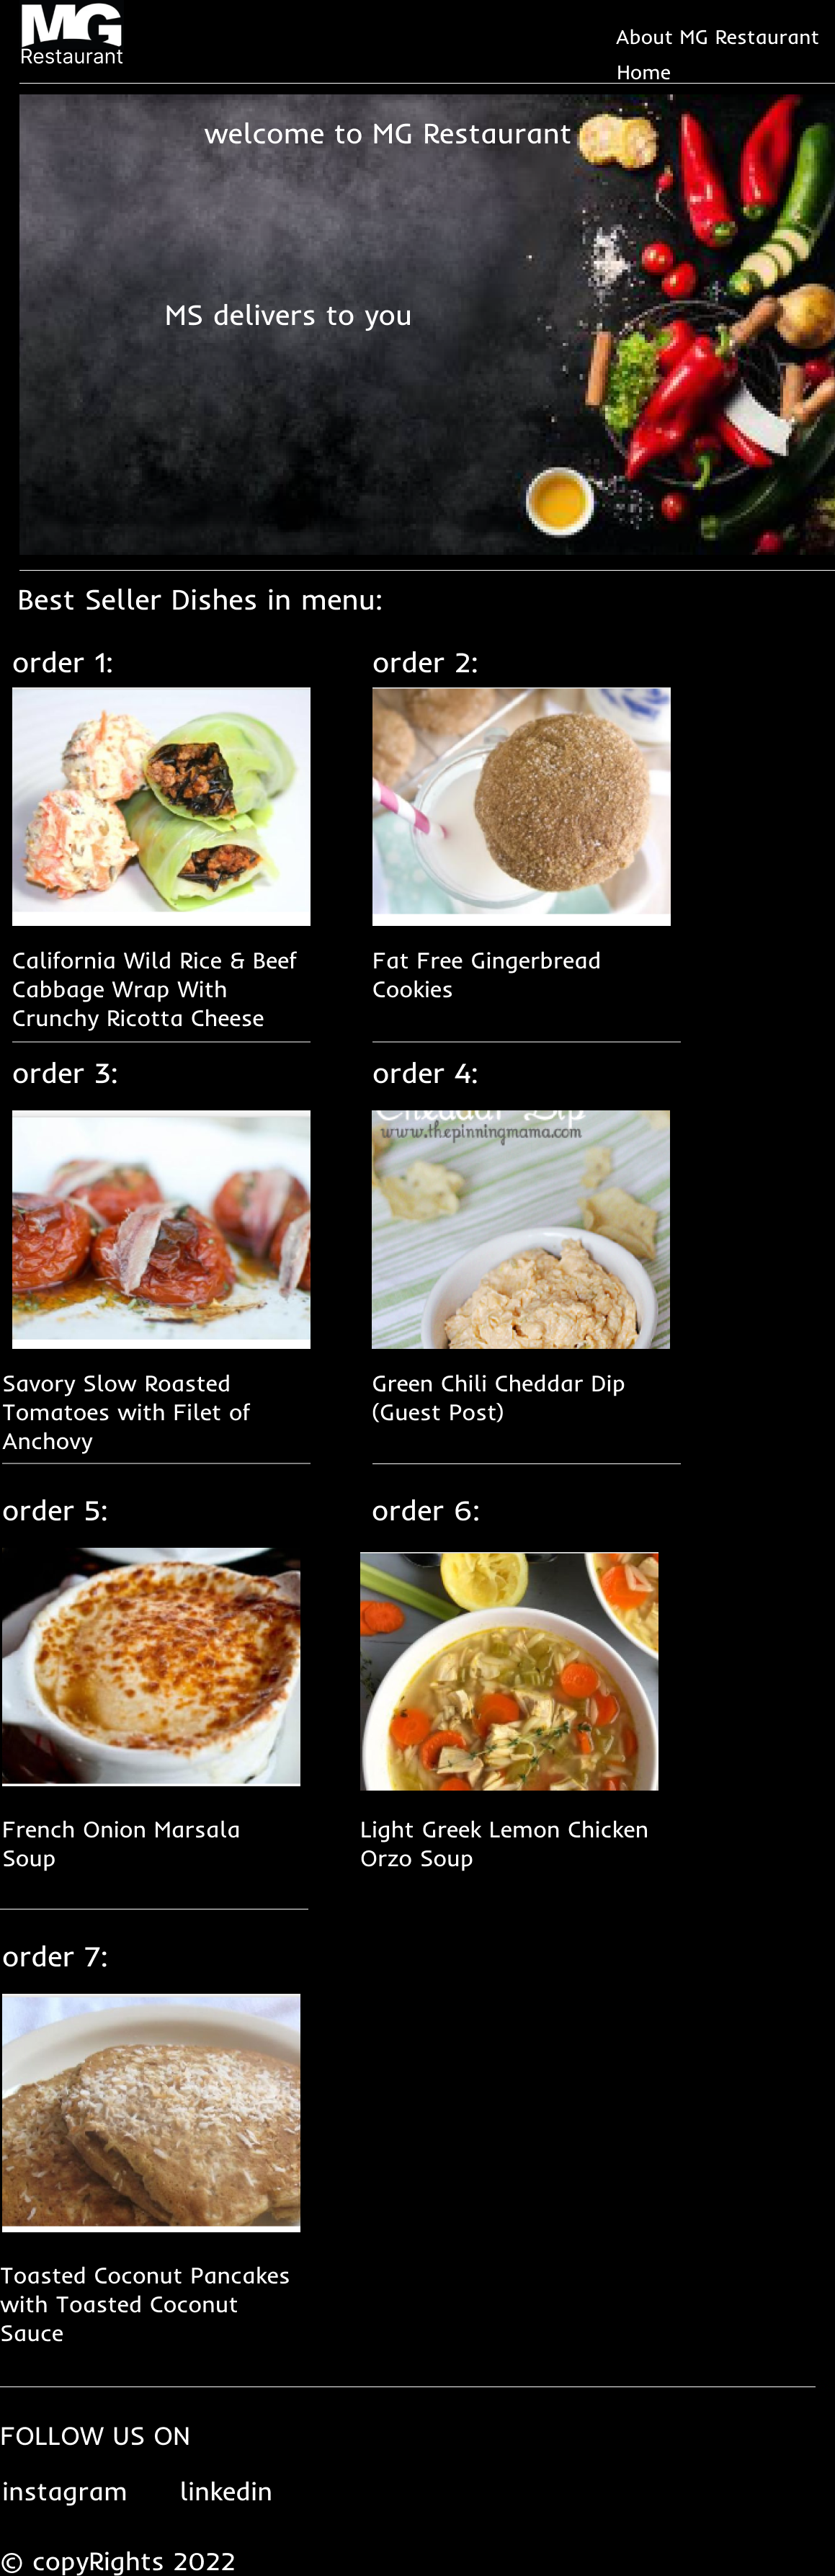 MG
Restaurant
About MG Restaurant
Home
welcome to MG Restaurant
MS delivers to you
Best Seller Dishes in menu:
order 1:
order 2:
California Wild Rice & Beef
Cabbage Wrap With
Crunchy Ricotta Cheese
Fat Free Gingerbread
Cookies
order 3:
order 4:
Cheddar Dip
www.thepinningmama.com
Savory Slow Roasted
Tomatoes with Filet of
Anchovy
Green Chili Cheddar Dip
(Guest Post)
order 5:
order 6:
French Onion Marsala
Soup
Light Greek Lemon Chicken
Orzo Soup
order 7:
Toasted Coconut Pancakes
with Toasted Coconut
Sauce
FOLLOW US ON
instagram linkedin
© copyRights 2022